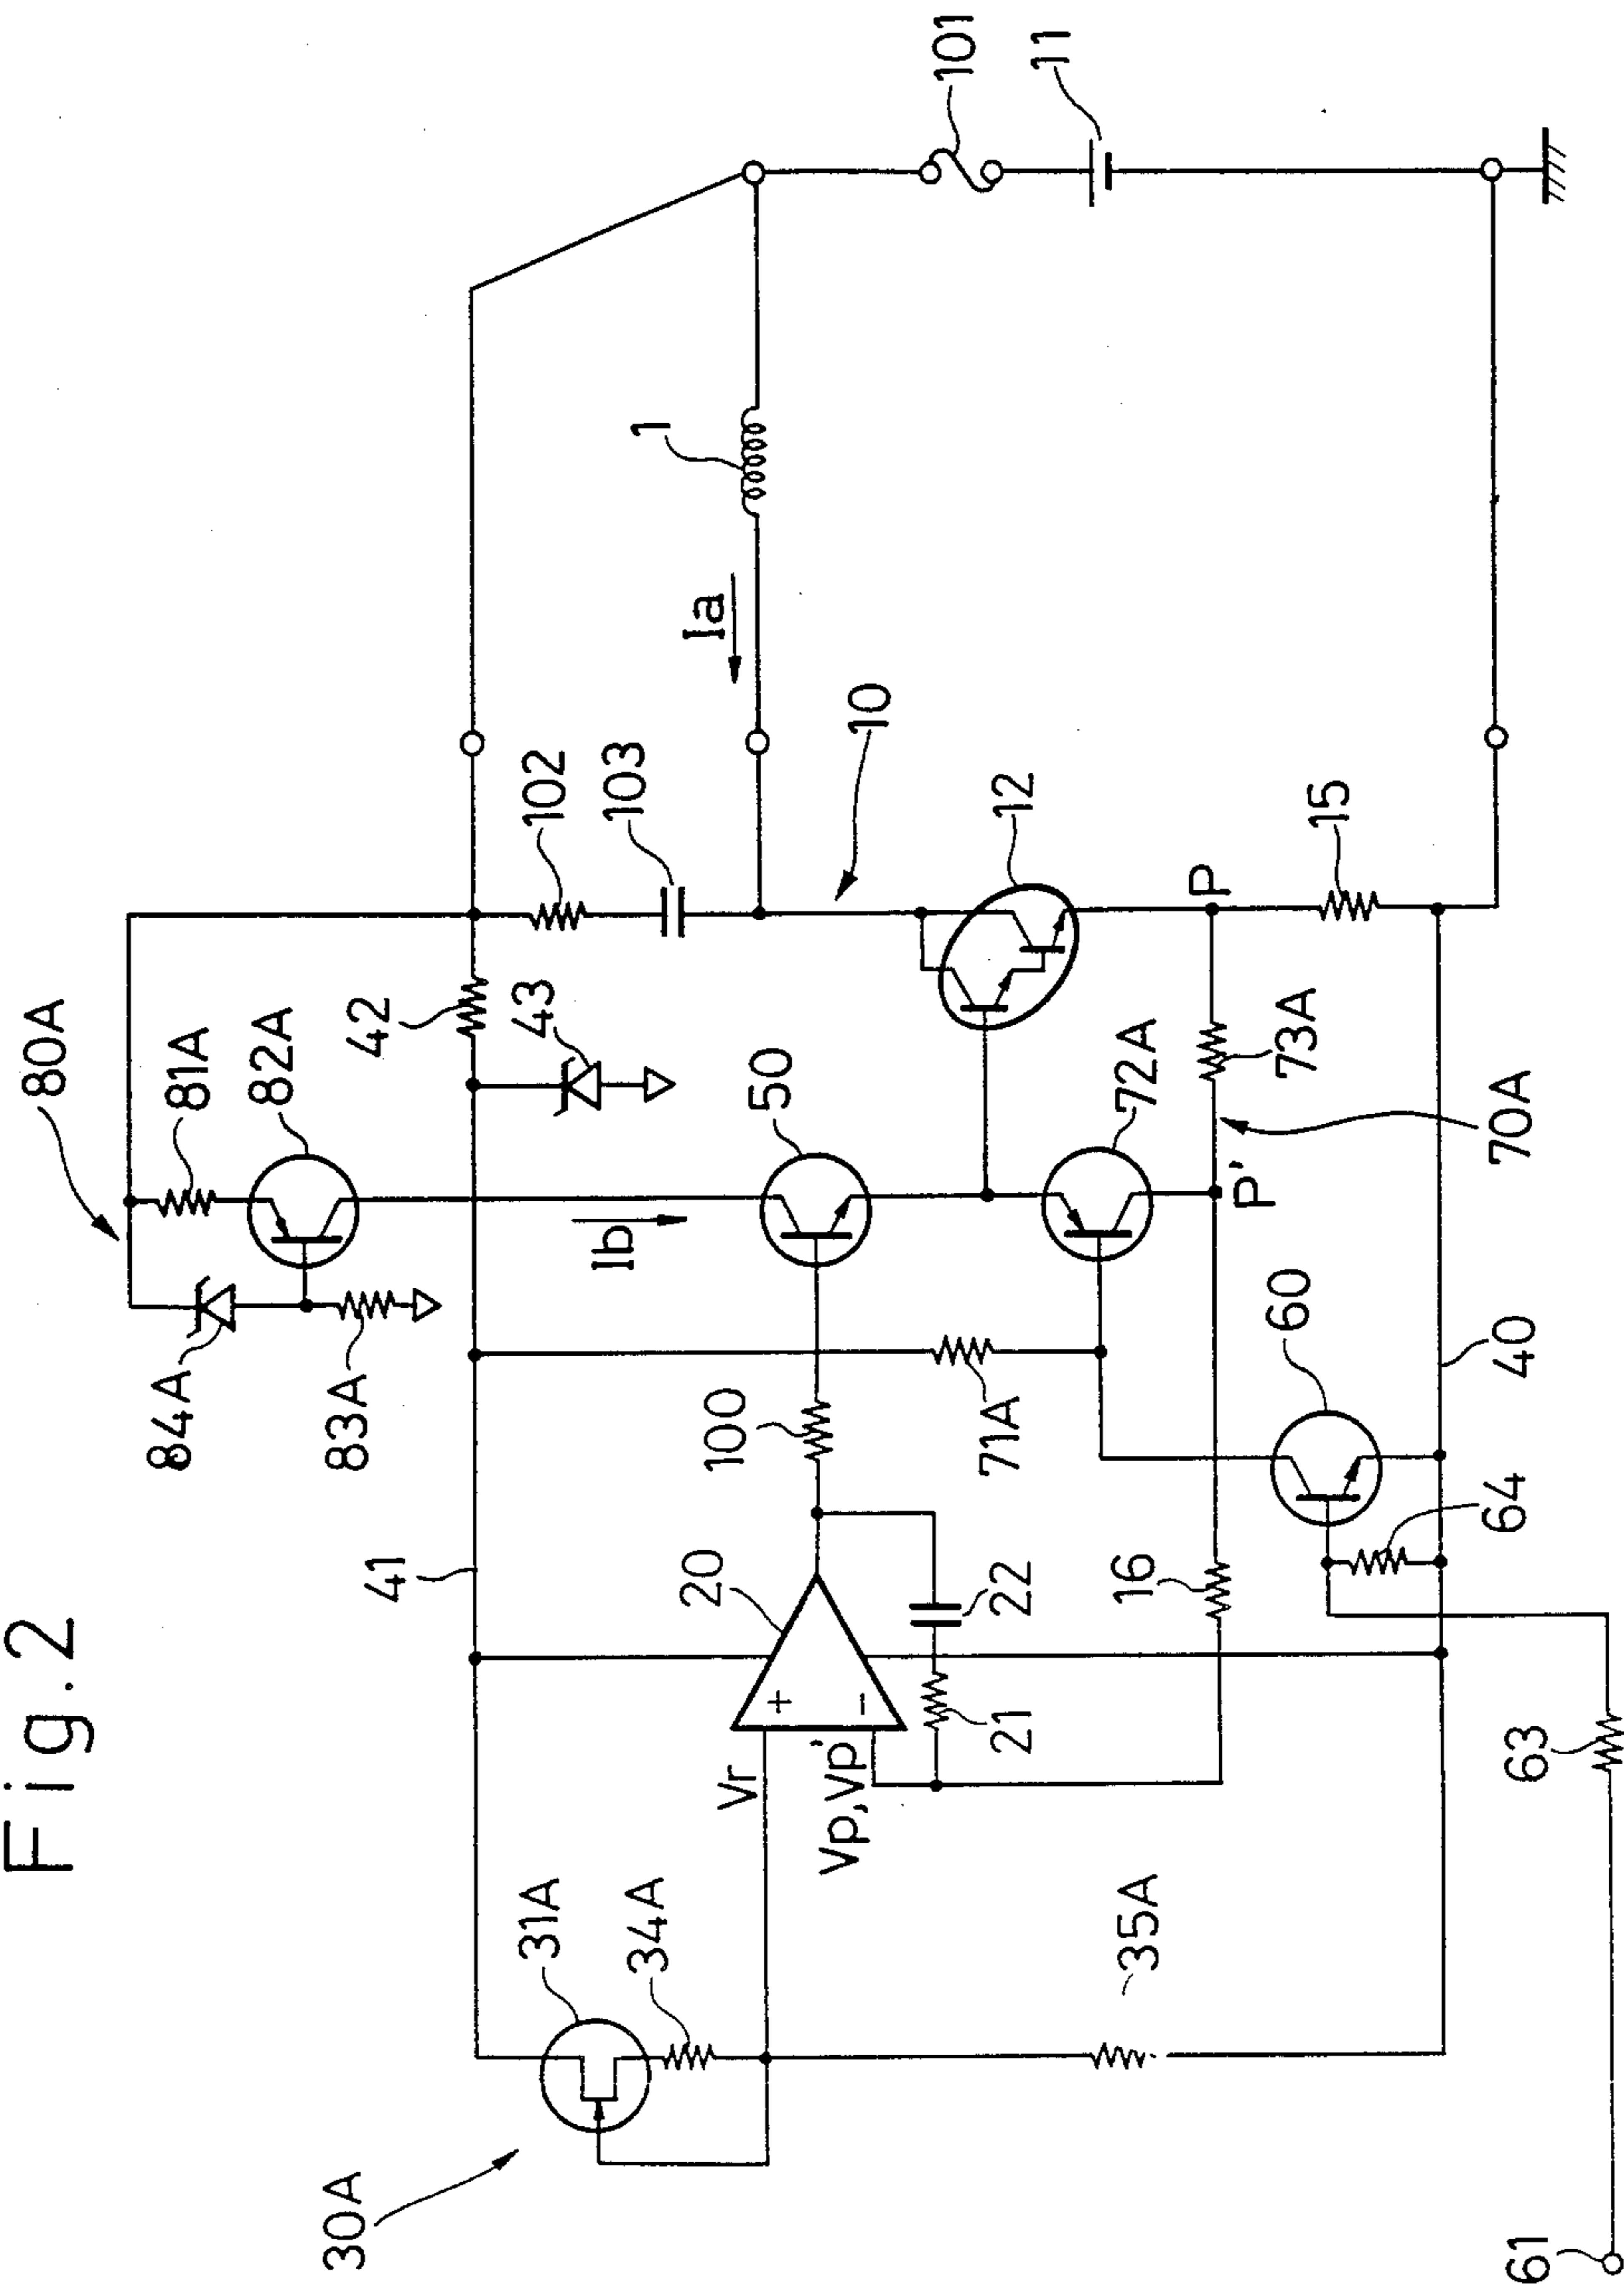 Fig.2
80A
84A
81A
82A
83A
42
43
102
103
Ib
41
50
100
Ia
1
10
101
11
12
30A
31A
34A
Vr
Vp,Vp'
20
22
21
71A
72A
P'
73A
P
15
70A
16
60
64
40
35A
63
61